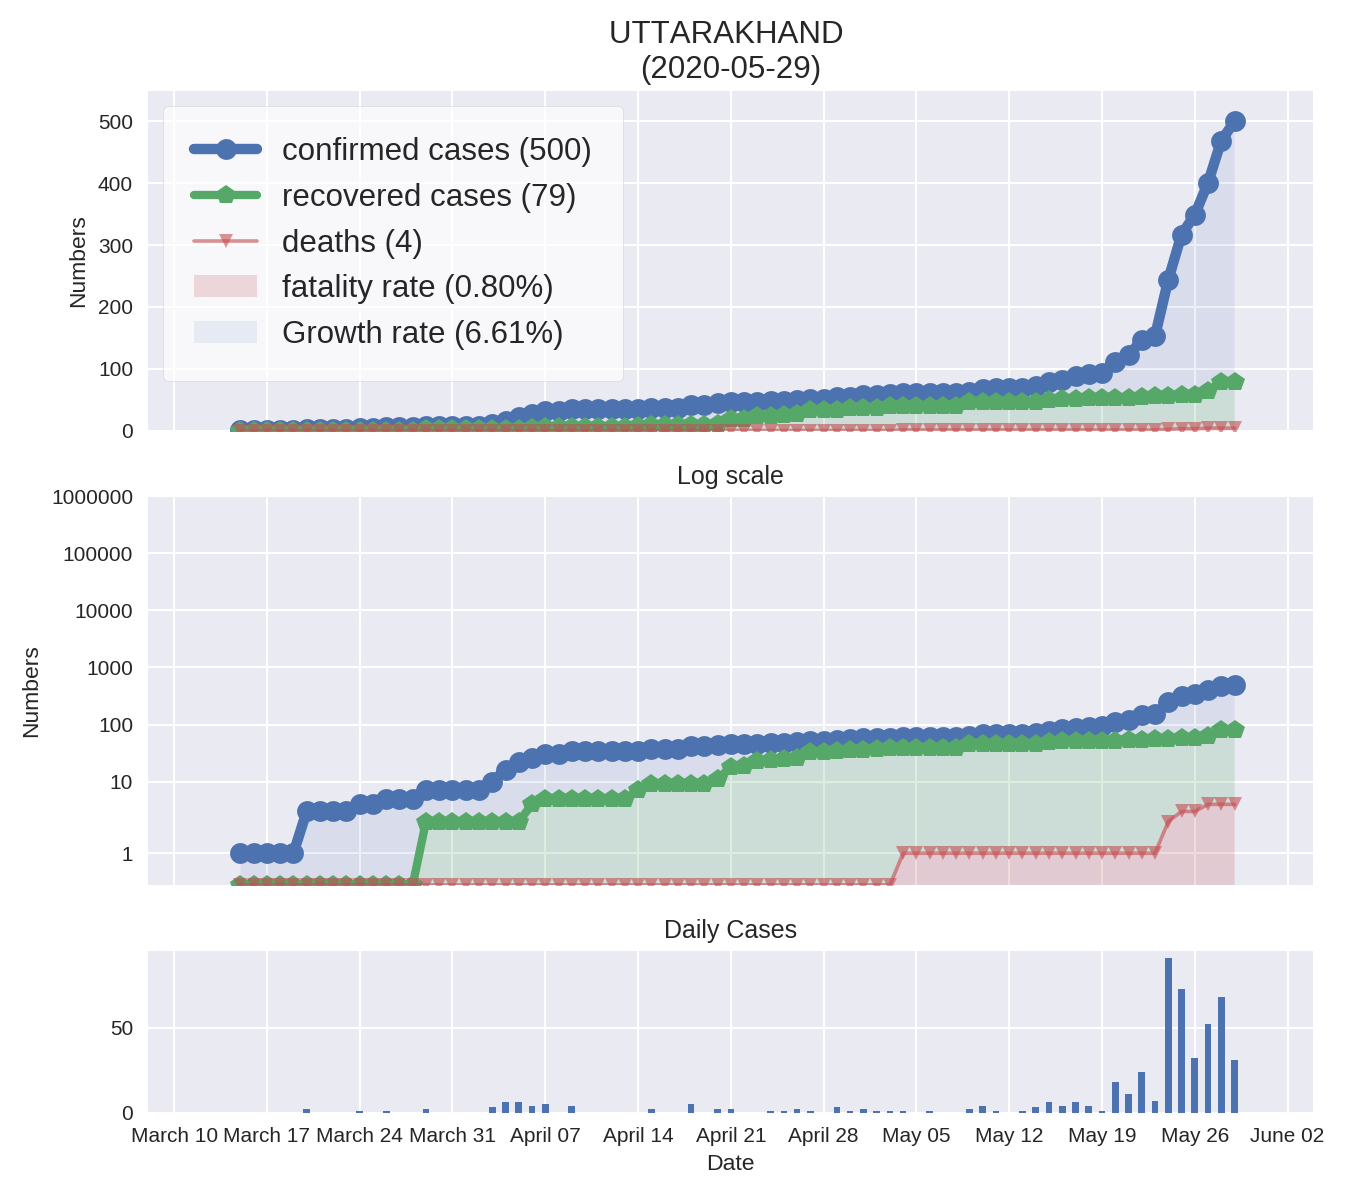 UTTARAKHAND
(2020-05-29)
500
400
300
200
100
0
Numbers
confirmed cases (500)
recovered cases (79)
deaths (4)
fatality rate (0.80%)
Growth rate (6.61%)
Log scale
1000000
100000
10000
1000
100
10
1
Numbers
Daily Cases
50
0
March 10 March 17 March 24 March 31 April 07 April 14 April 21 April 28 May 05 May 12 May 19 May 26 June 02
Date